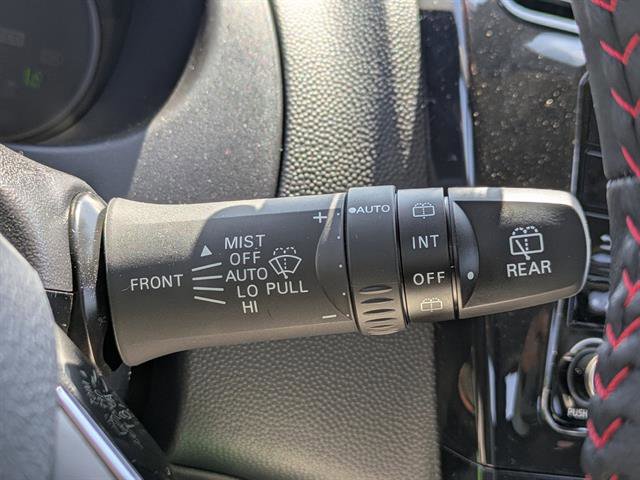 FRONT
MIST
OFF
AUTO
LO PULL
HI
+
-
AUTO
INT
OFF
REAR
PUSH